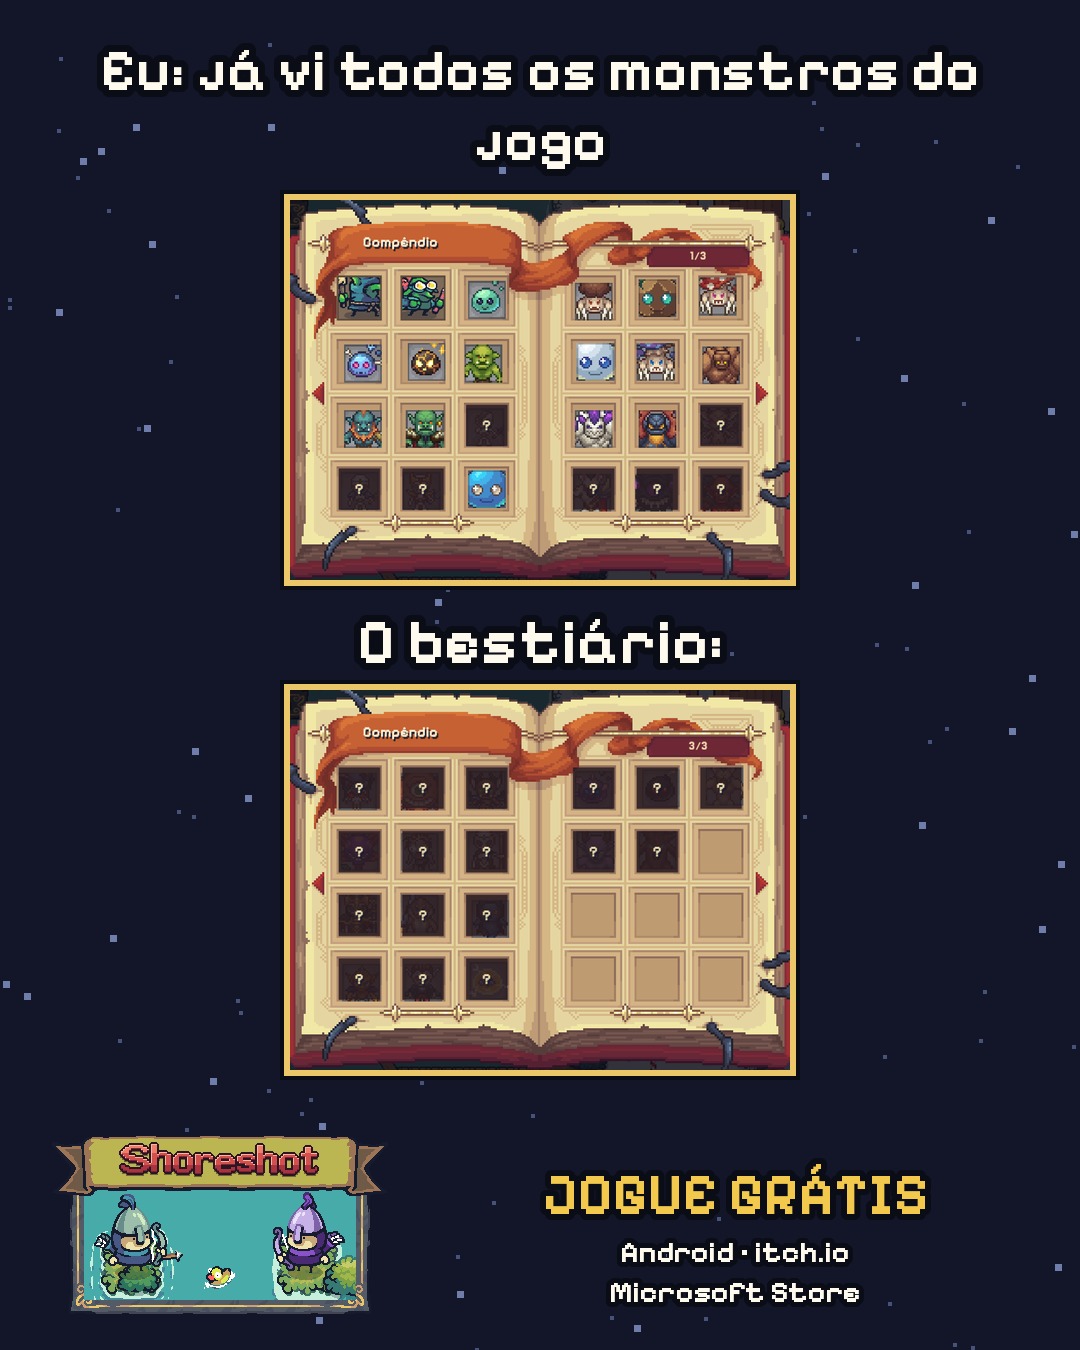 Eu: Já vi todos os monstros do
jogo
Compêndio
1/3
?
? ? ? ? ? ?
?
O bestiário:
Compêndio
3/3
? ? ? ? ? ?
? ? ? ? ?
? ? ?
? ? ?
Shoreshot
JOGUE GRÁTIS
Android · itch.io
Microsoft Store